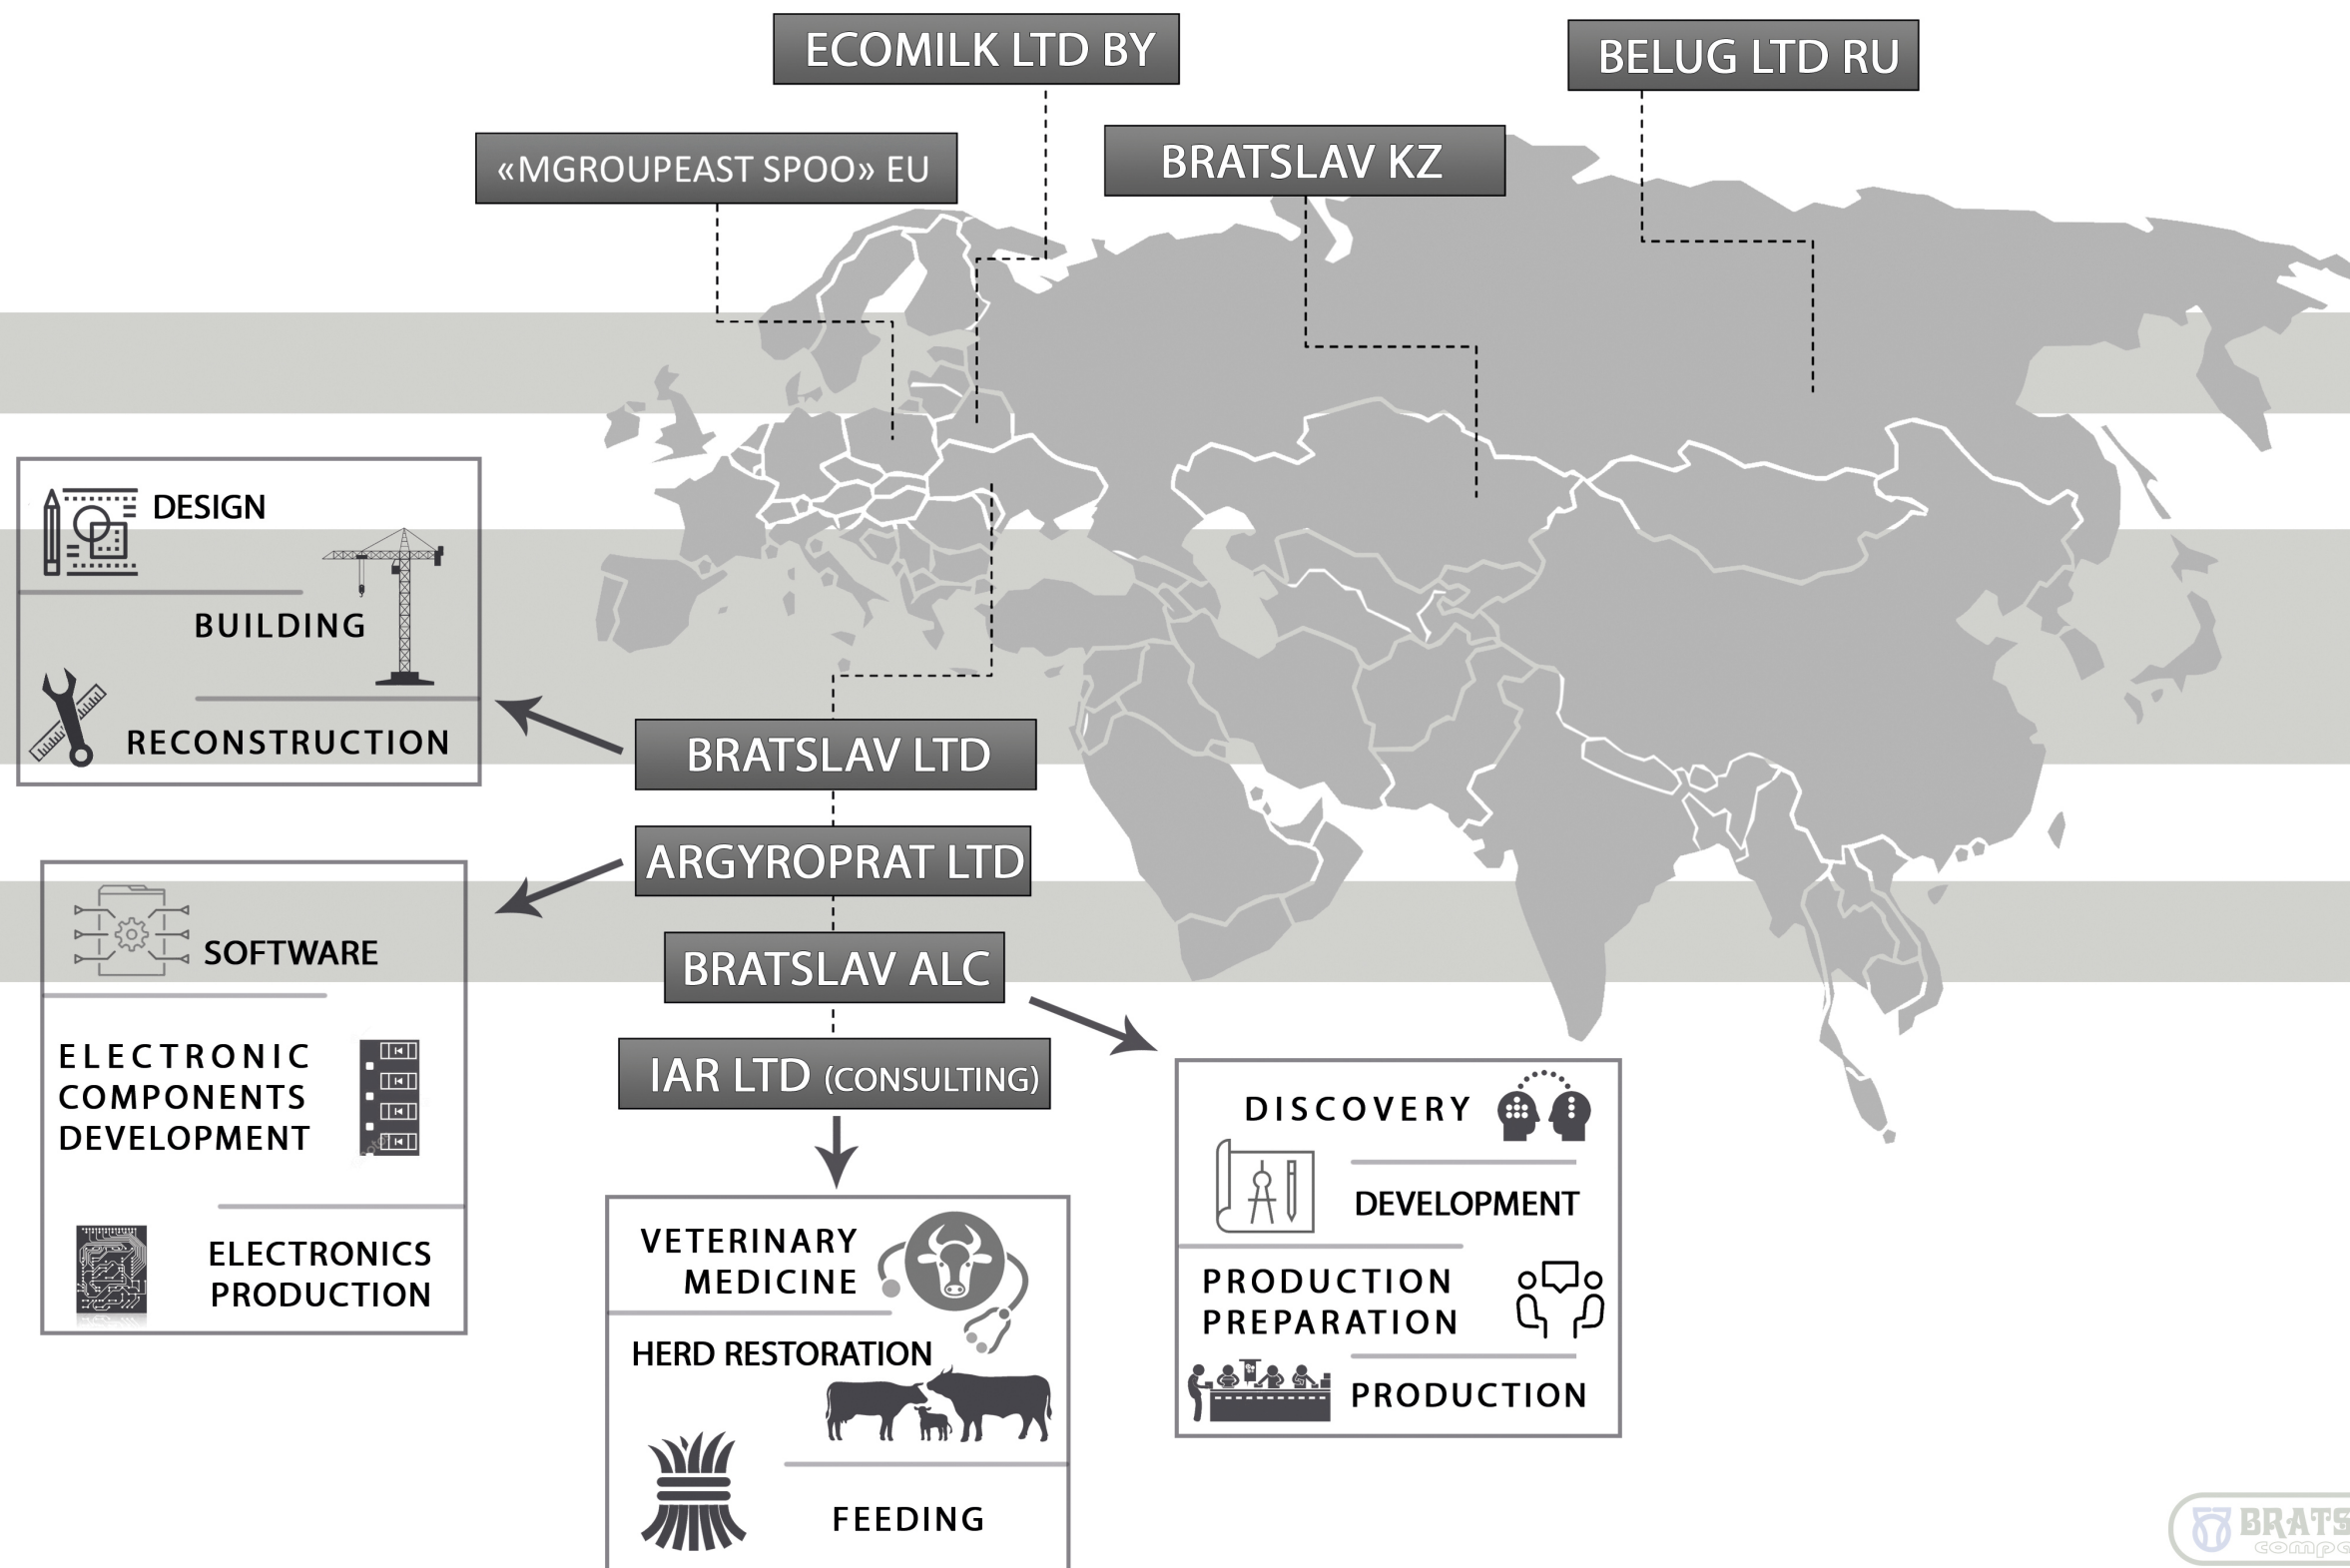 ECOMILK LTD BY
BELUG LTD RU
«MGROUPEAST SPOO» EU
BRATSLAV KZ
DESIGN
BUILDING
RECONSTRUCTION
BRATSLAV LTD
ARGYROPRAT LTD
BRATSLAV ALC
IAR LTD (CONSULTING)
SOFTWARE
ELECTRONIC
COMPONENTS
DEVELOPMENT
ELECTRONICS
PRODUCTION
VETERINARY
MEDICINE
HERD RESTORATION
FEEDING
DISCOVERY
DEVELOPMENT
PRODUCTION
PREPARATION
PRODUCTION